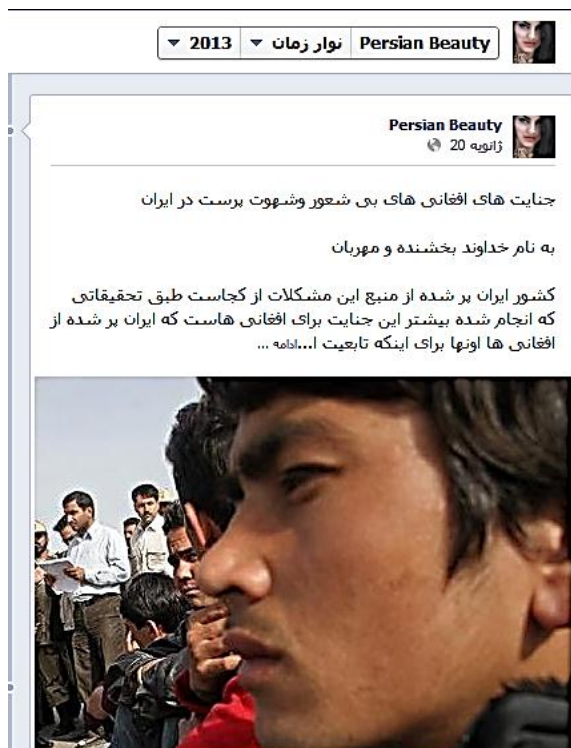 Persian Beauty نوار زمان 2013
Persian Beauty
ژانویه 20
جنایت های افغانی های بی شعور وشهوت پرست در ایران
به نام خداوند بخشنده و مهربان
کشور ایران پر شده از منبع این مشکلات از کجاست طبق تحقیقاتی
که انجام شده بیشتر این جنایت برای افغانی هاست که ایران پر شده از
افغانی ها اونها برای اینکه تابعیت ا...ادامه ...